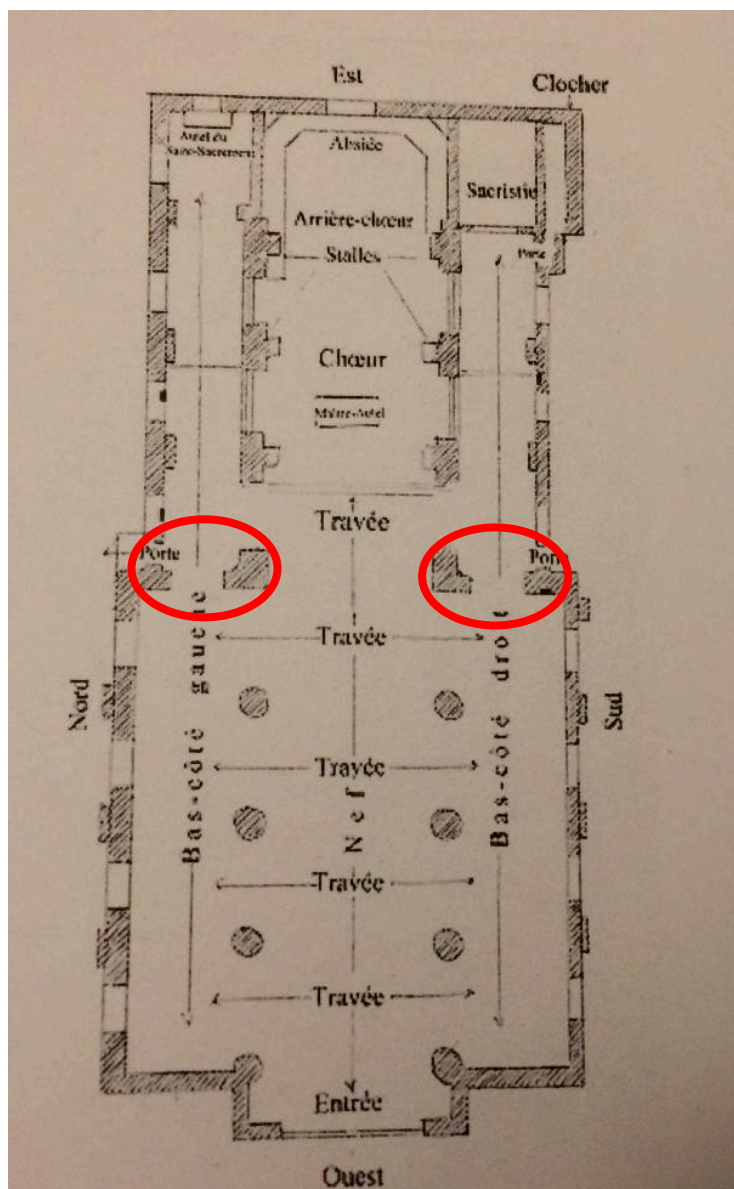 Est
Clocher
Autel du
Saint-Sacrement
Abside
Sacristie
Arrière-chœur
Porte
Stalles
Chœur
Maître-Autel
Travée
Porte
Porte
Travée
Bas-côté gauche
Bas-côté droit
Nord
Sud
Travée
Nef
Travée
Travée
Entrée
Ouest